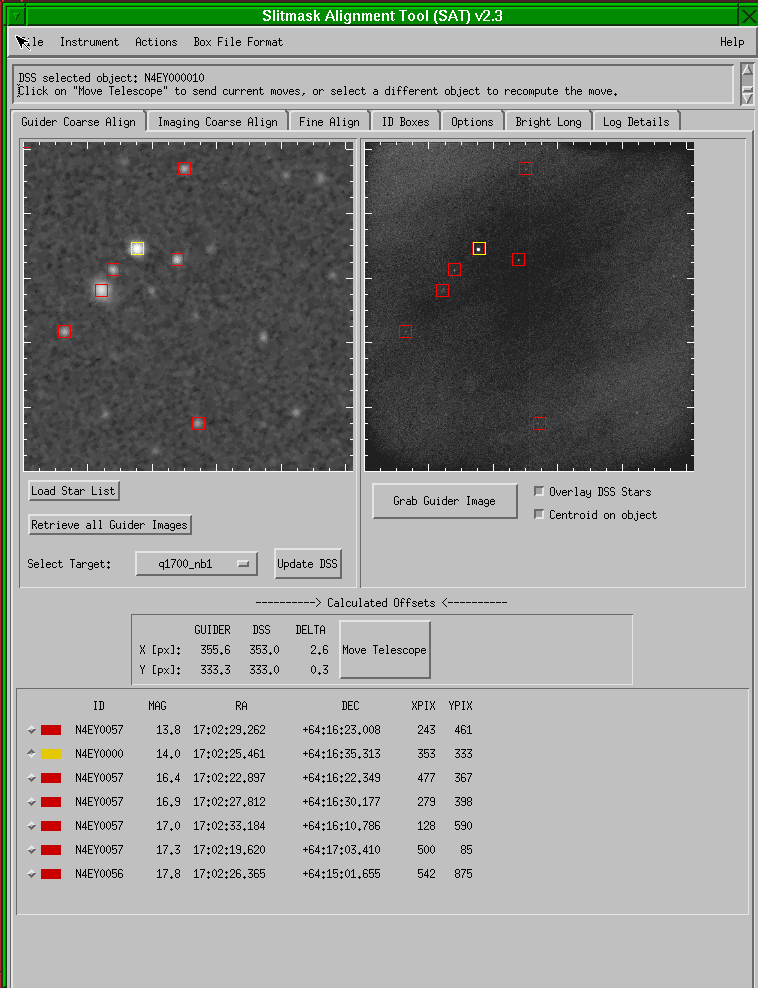 Slitmask Alignment Tool (SAT) v2.3
Instrument Actions Box File Format Help
DSS selected object: N4EY000010
Click on "Move Telescope" to send current moves, or select a different object to recompute the move.
Guider Coarse Align Imaging Coarse Align Fine Align ID Boxes Options Bright Long Log Details
Load Star List
Retrieve all Guider Images
Select Target: q1700_nb1 Update DSS
Grab Guider Image
Overlay DSS Stars
Centroid on object
----------> Calculated Offsets <----------
GUIDER DSS DELTA
X [px]: 355.6 353.0 2.6
Y [px]: 333.3 333.0 0.3
Move Telescope
ID MAG RA DEC XPIX YPIX
N4EY0057 13.8 17:02:29.262 +64:16:23.008 243 461
N4EY0000 14.0 17:02:25.461 +64:16:35.313 353 333
N4EY0057 16.4 17:02:22.897 +64:16:22.349 477 367
N4EY0057 16.9 17:02:27.812 +64:16:30.177 279 398
N4EY0057 17.0 17:02:33.184 +64:16:10.786 128 590
N4EY0057 17.3 17:02:19.620 +64:17:03.410 500 85
N4EY0056 17.8 17:02:26.365 +64:15:01.655 542 875